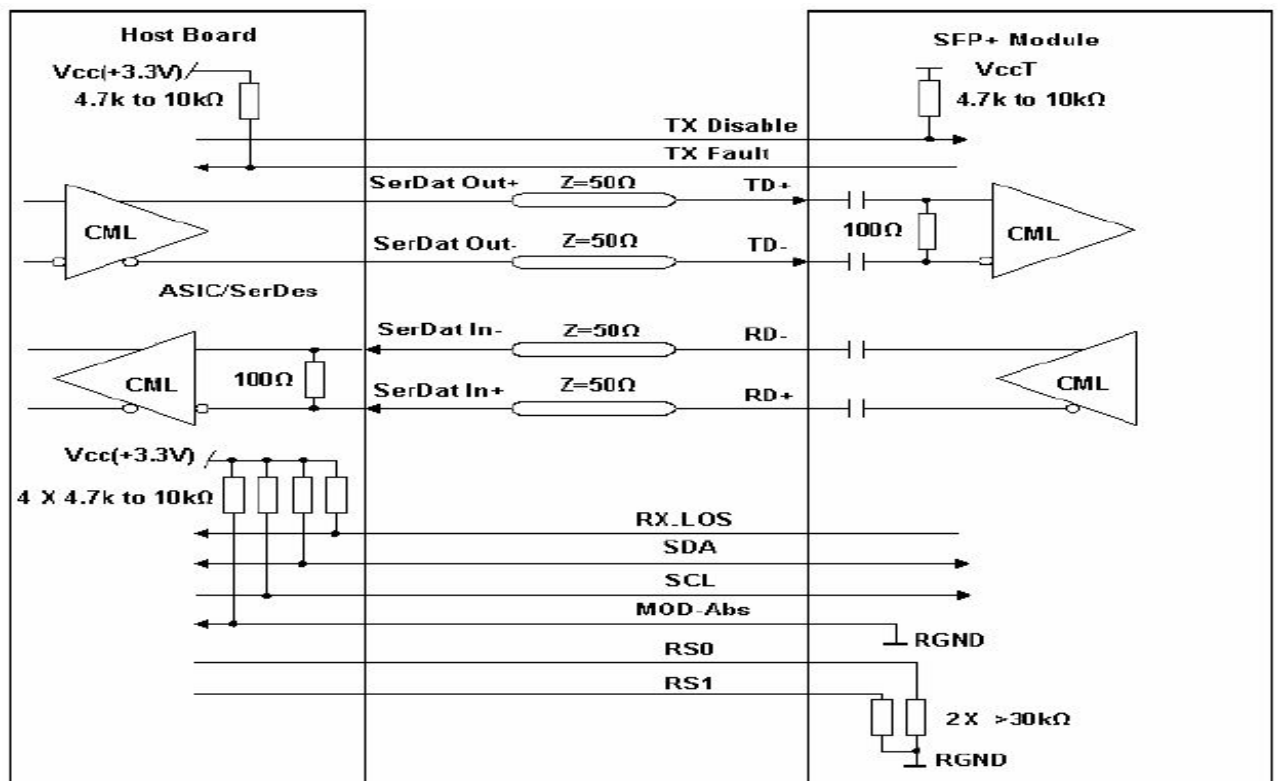 Host Board
SFP+ Module
Vcc(+3.3V)
4.7k to 10kΩ
VccT
4.7k to 10kΩ
TX Disable
TX Fault
SerDat Out+
Z=50Ω
TD+
CML
100Ω
CML
SerDat Out-
Z=50Ω
TD-
ASIC/SerDes
SerDat In-
Z=50Ω
RD-
CML
100Ω
CML
SerDat In+
Z=50Ω
RD+
Vcc(+3.3V)
4 X 4.7k to 10kΩ
RX_LOS
SDA
SCL
MOD-Abs
RGND
RS0
RS1
2X >30kΩ
RGND